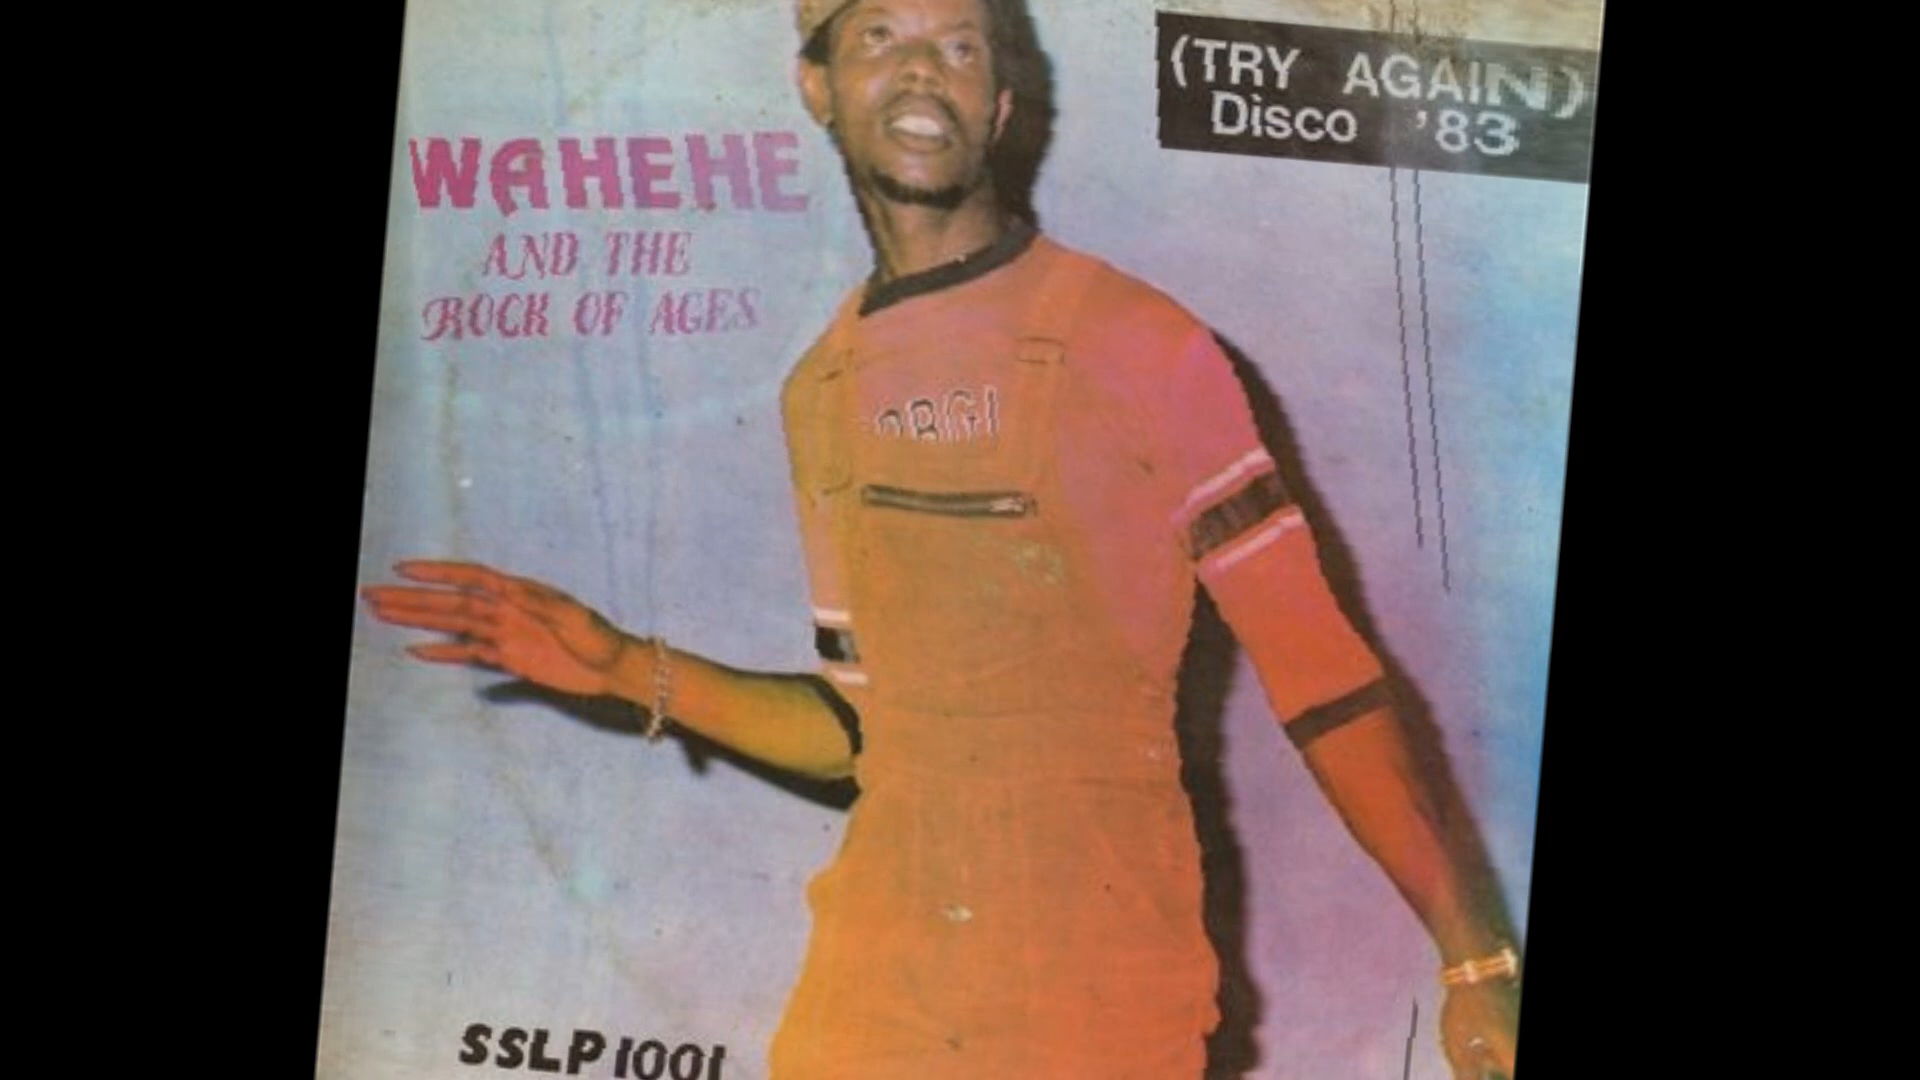 (TRY AGAIN)
Disco '83
WAHEHE
AND THE
ROCK OF AGES
SSLP 1001